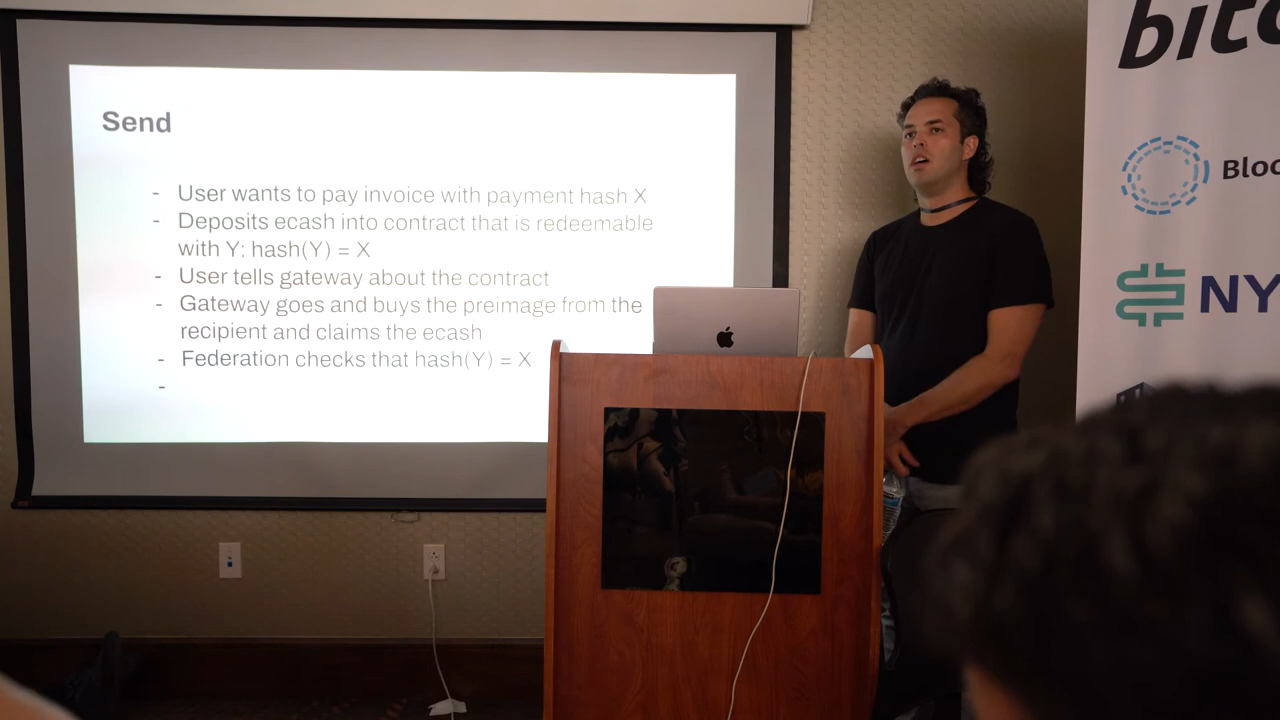 Send
- User wants to pay invoice with payment hash X
- Deposits ecash into contract that is redeemable
with Y: hash(Y) = X
- User tells gateway about the contract
- Gateway goes and buys the preimage from the
recipient and claims the ecash
- Federation checks that hash(Y) = X
-
bitc
Bloc
NY